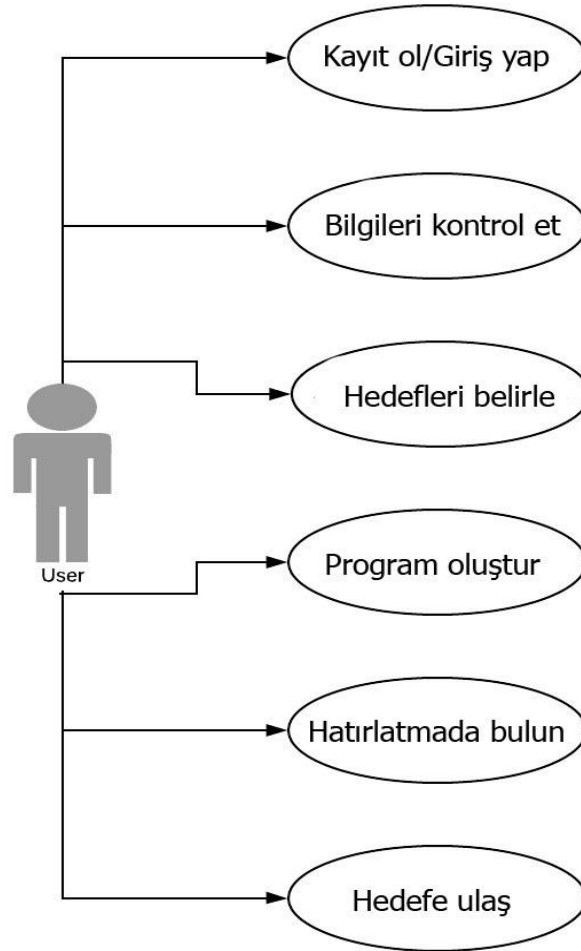 Kayıt ol/Giriş yap
Bilgileri kontrol et
Hedefleri belirle
User
Program oluştur
Hatırlatmada bulun
Hedefe ulaş